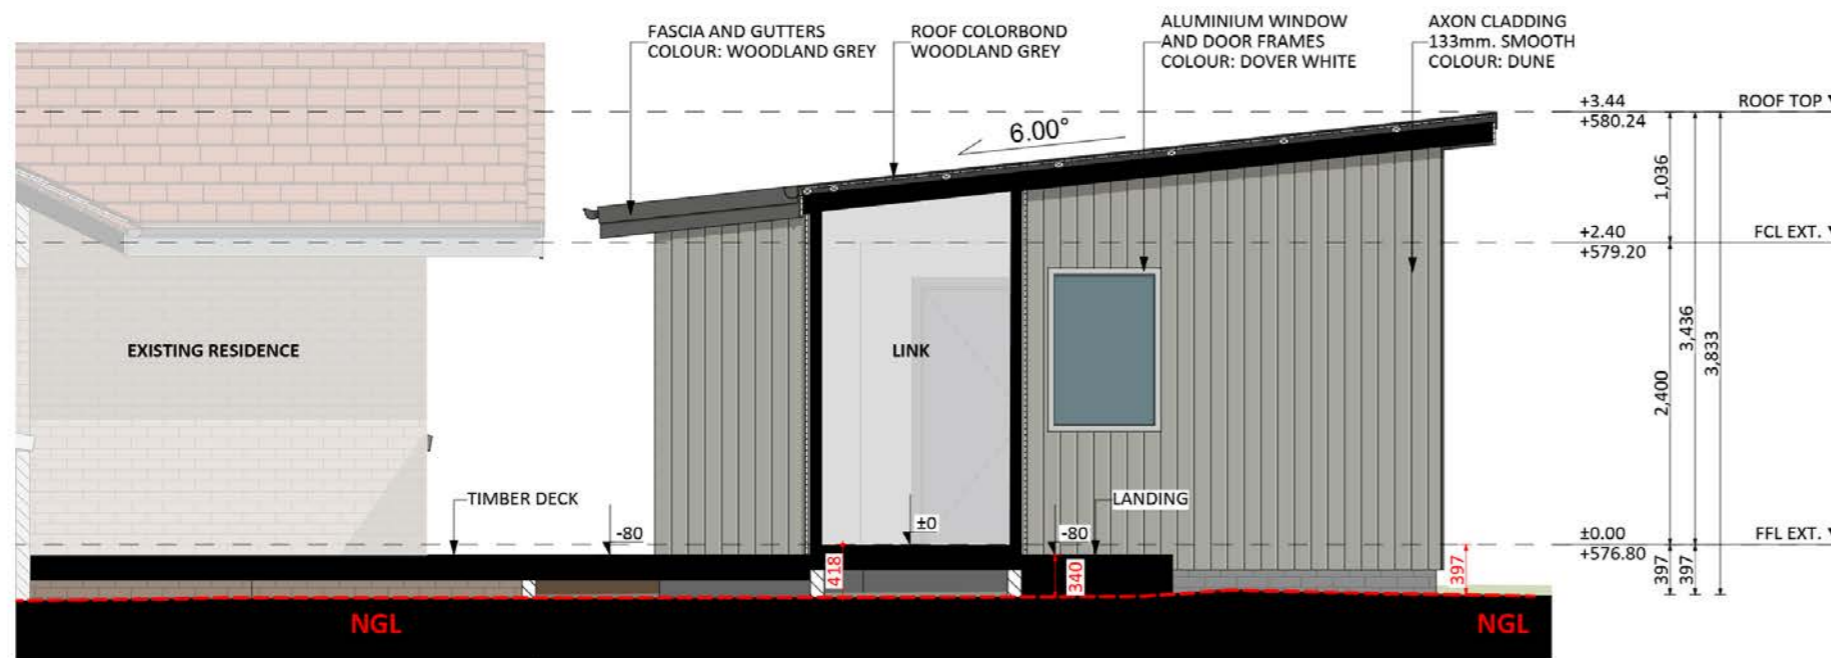 FASCIA AND GUTTERS
COLOUR: WOODLAND GREY
ROOF COLORBOND
WOODLAND GREY
ALUMINIUM WINDOW
AND DOOR FRAMES
COLOUR: DOVER WHITE
AXON CLADDING
133mm. SMOOTH
COLOUR: DUNE
+3.44
+580.24
ROOF TOP
6.00°
1,036
+2.40
+579.20
FCL EXT.
EXISTING RESIDENCE
LINK
3,436
3,833
2,400
TIMBER DECK
-80
±0
LANDING
-80
±0.00
+576.80
FFL EXT.
418
340
397
397
397
NGL
NGL